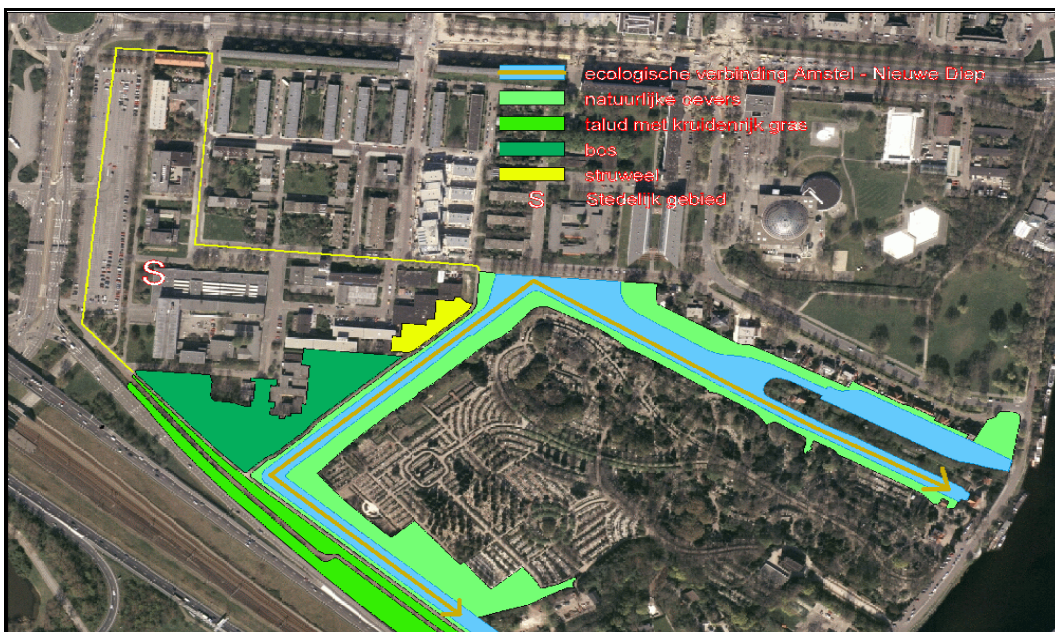 ecologische verbinding Amstel - Nieuwe Diep
natuurlijke oevers
talud met kruidenrijk gras
bos
struweel
S Stedelijk gebied
S